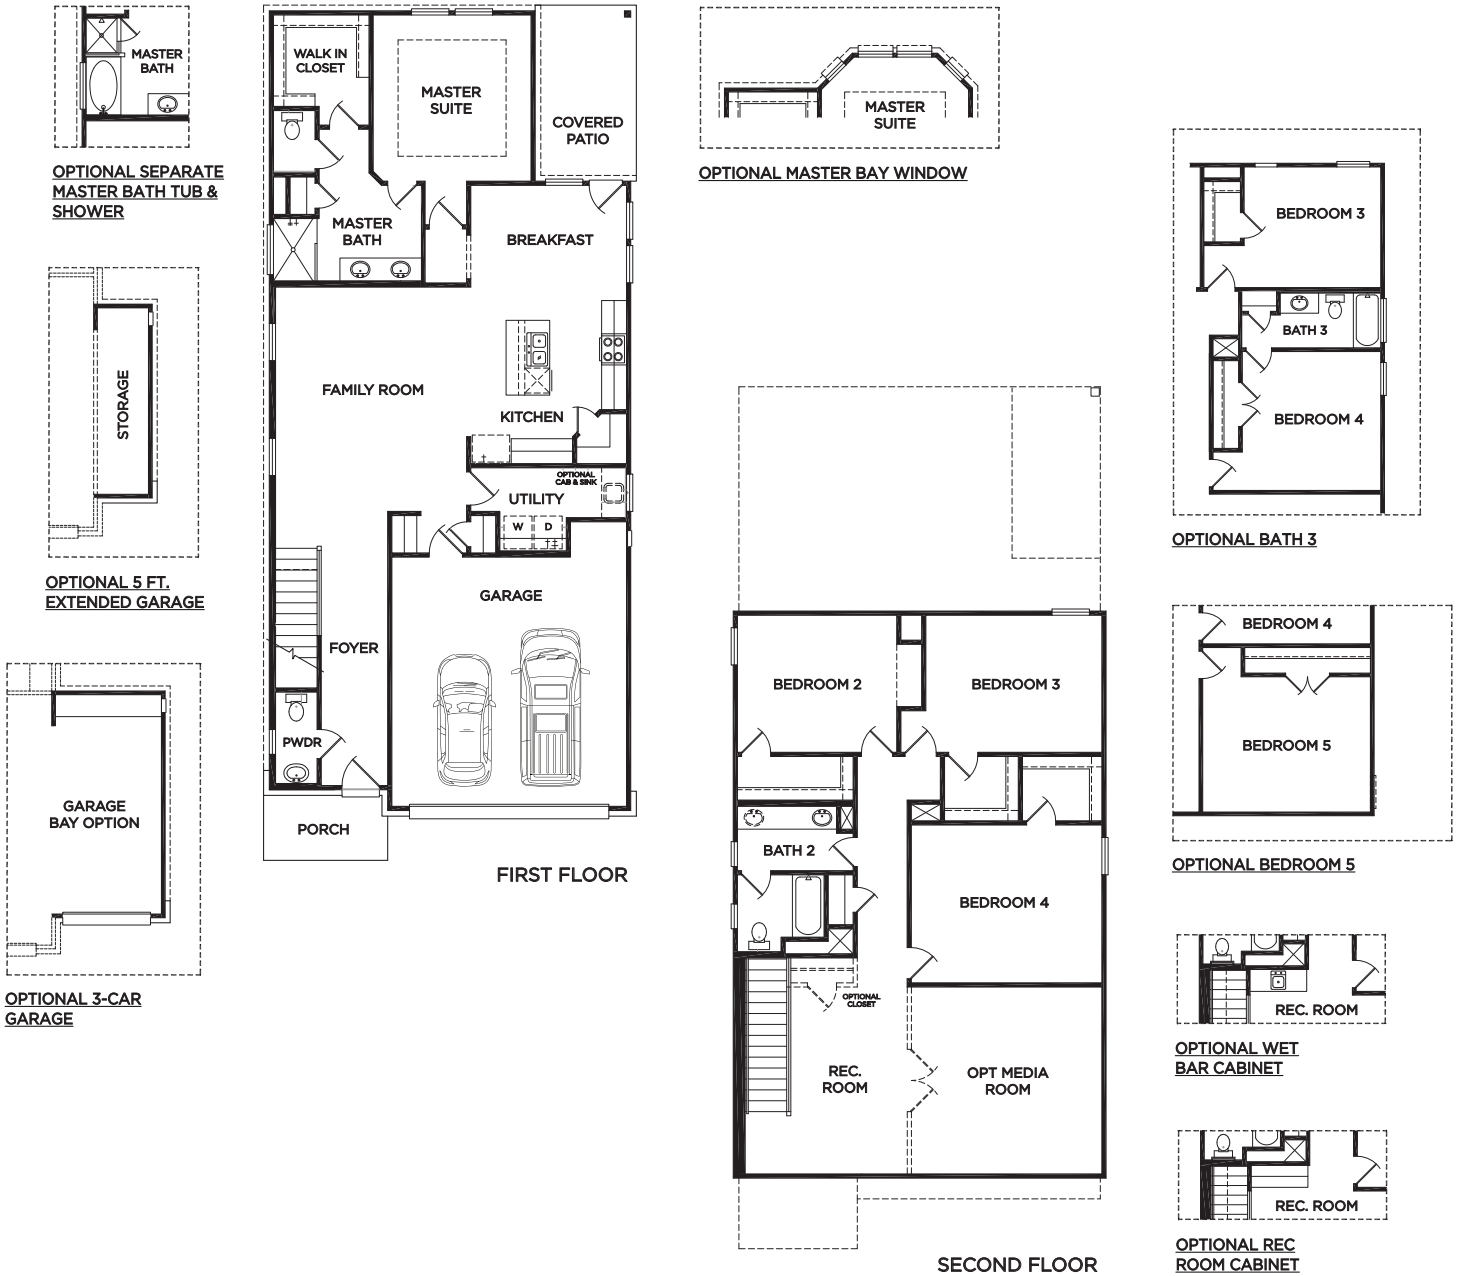 MASTER
BATH
OPTIONAL SEPARATE
MASTER BATH TUB &
SHOWER
STORAGE
OPTIONAL 5 FT.
EXTENDED GARAGE
GARAGE
BAY OPTION
OPTIONAL 3-CAR
GARAGE
WALK IN
CLOSET
MASTER
SUITE
COVERED
PATIO
MASTER
BATH
BREAKFAST
FAMILY ROOM
KITCHEN
OPTIONAL
CAB & SINK
UTILITY
W D
GARAGE
FOYER
PWDR
PORCH
FIRST FLOOR
MASTER
SUITE
OPTIONAL MASTER BAY WINDOW
BEDROOM 2
BEDROOM 3
BATH 2
BEDROOM 4
OPTIONAL
CLOSET
REC.
ROOM
OPT MEDIA
ROOM
SECOND FLOOR
BEDROOM 3
BATH 3
BEDROOM 4
OPTIONAL BATH 3
BEDROOM 4
BEDROOM 5
OPTIONAL BEDROOM 5
REC. ROOM
OPTIONAL WET
BAR CABINET
REC. ROOM
OPTIONAL REC
ROOM CABINET